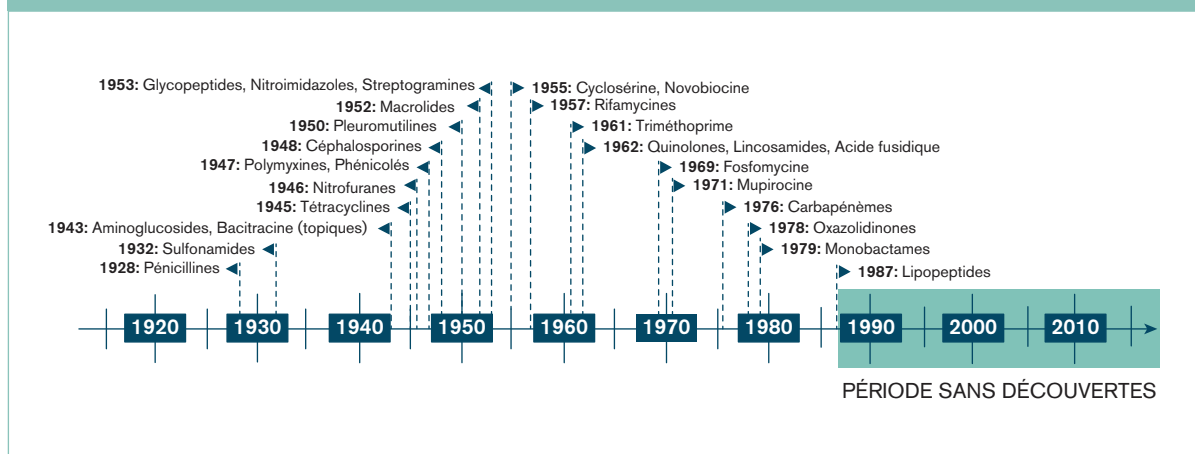 1953: Glycopeptides, Nitroimidazoles, Streptogramines
1952: Macrolides
1950: Pleuromutilines
1948: Céphalosporines
1947: Polymyxines, Phénicolés
1946: Nitrofuranes
1945: Tétracyclines
1943: Aminoglucosides, Bacitracine (topiques)
1932: Sulfonamides
1928: Pénicillines
1955: Cyclosérine, Novobiocine
1957: Rifamycines
1961: Triméthoprime
1962: Quinolones, Lincosamides, Acide fusidique
1969: Fosfomycine
1971: Mupirocine
1976: Carbapénèmes
1978: Oxazolidinones
1979: Monobactames
1987: Lipopeptides
1920 1930 1940 1950 1960 1970 1980 1990 2000 2010
PÉRIODE SANS DÉCOUVERTES